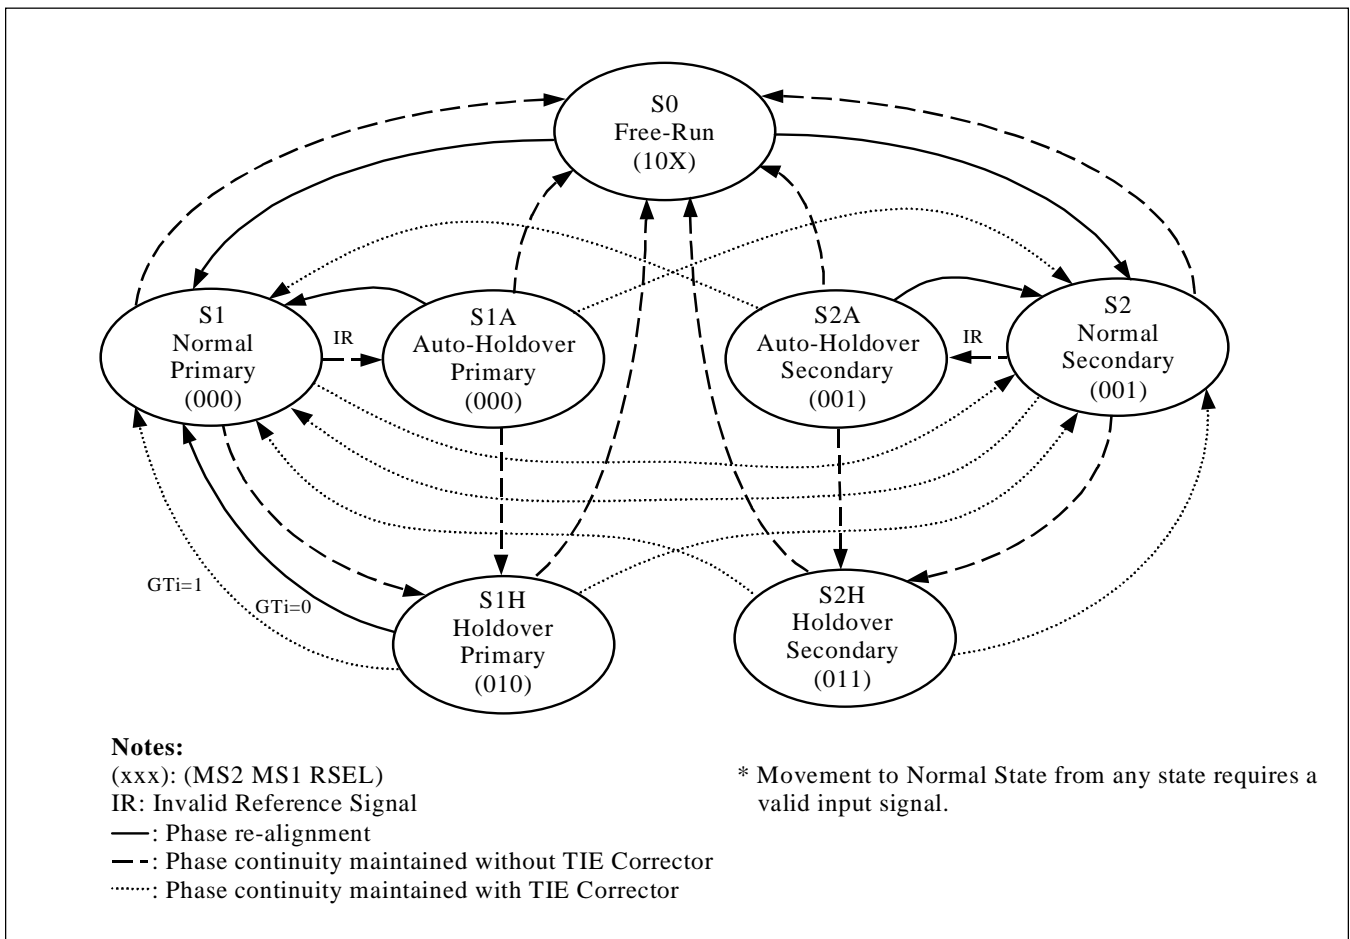 S0
Free-Run
(10X)
S1
Normal
Primary
(000)
IR
S1A
Auto-Holdover
Primary
(000)
S2A
Auto-Holdover
Secondary
(001)
IR
S2
Normal
Secondary
(001)
GTi=1
GTi=0
S1H
Holdover
Primary
(010)
S2H
Holdover
Secondary
(011)
Notes:
(xxx): (MS2 MS1 RSEL)
IR: Invalid Reference Signal
: Phase re-alignment
: Phase continuity maintained without TIE Corrector
: Phase continuity maintained with TIE Corrector
* Movement to Normal State from any state requires a
valid input signal.